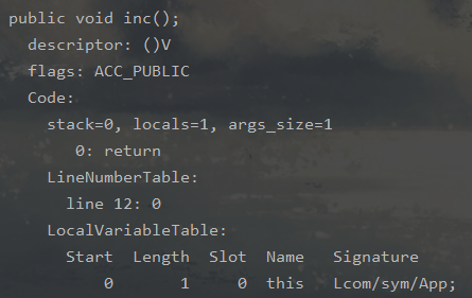 public void inc();
descriptor: ()V
flags: ACC_PUBLIC
Code:
stack=0, locals=1, args_size=1
0: return
LineNumberTable:
line 12: 0
LocalVariableTable:
Start Length Slot Name Signature
0 1 0 this Lcom/sym/App;